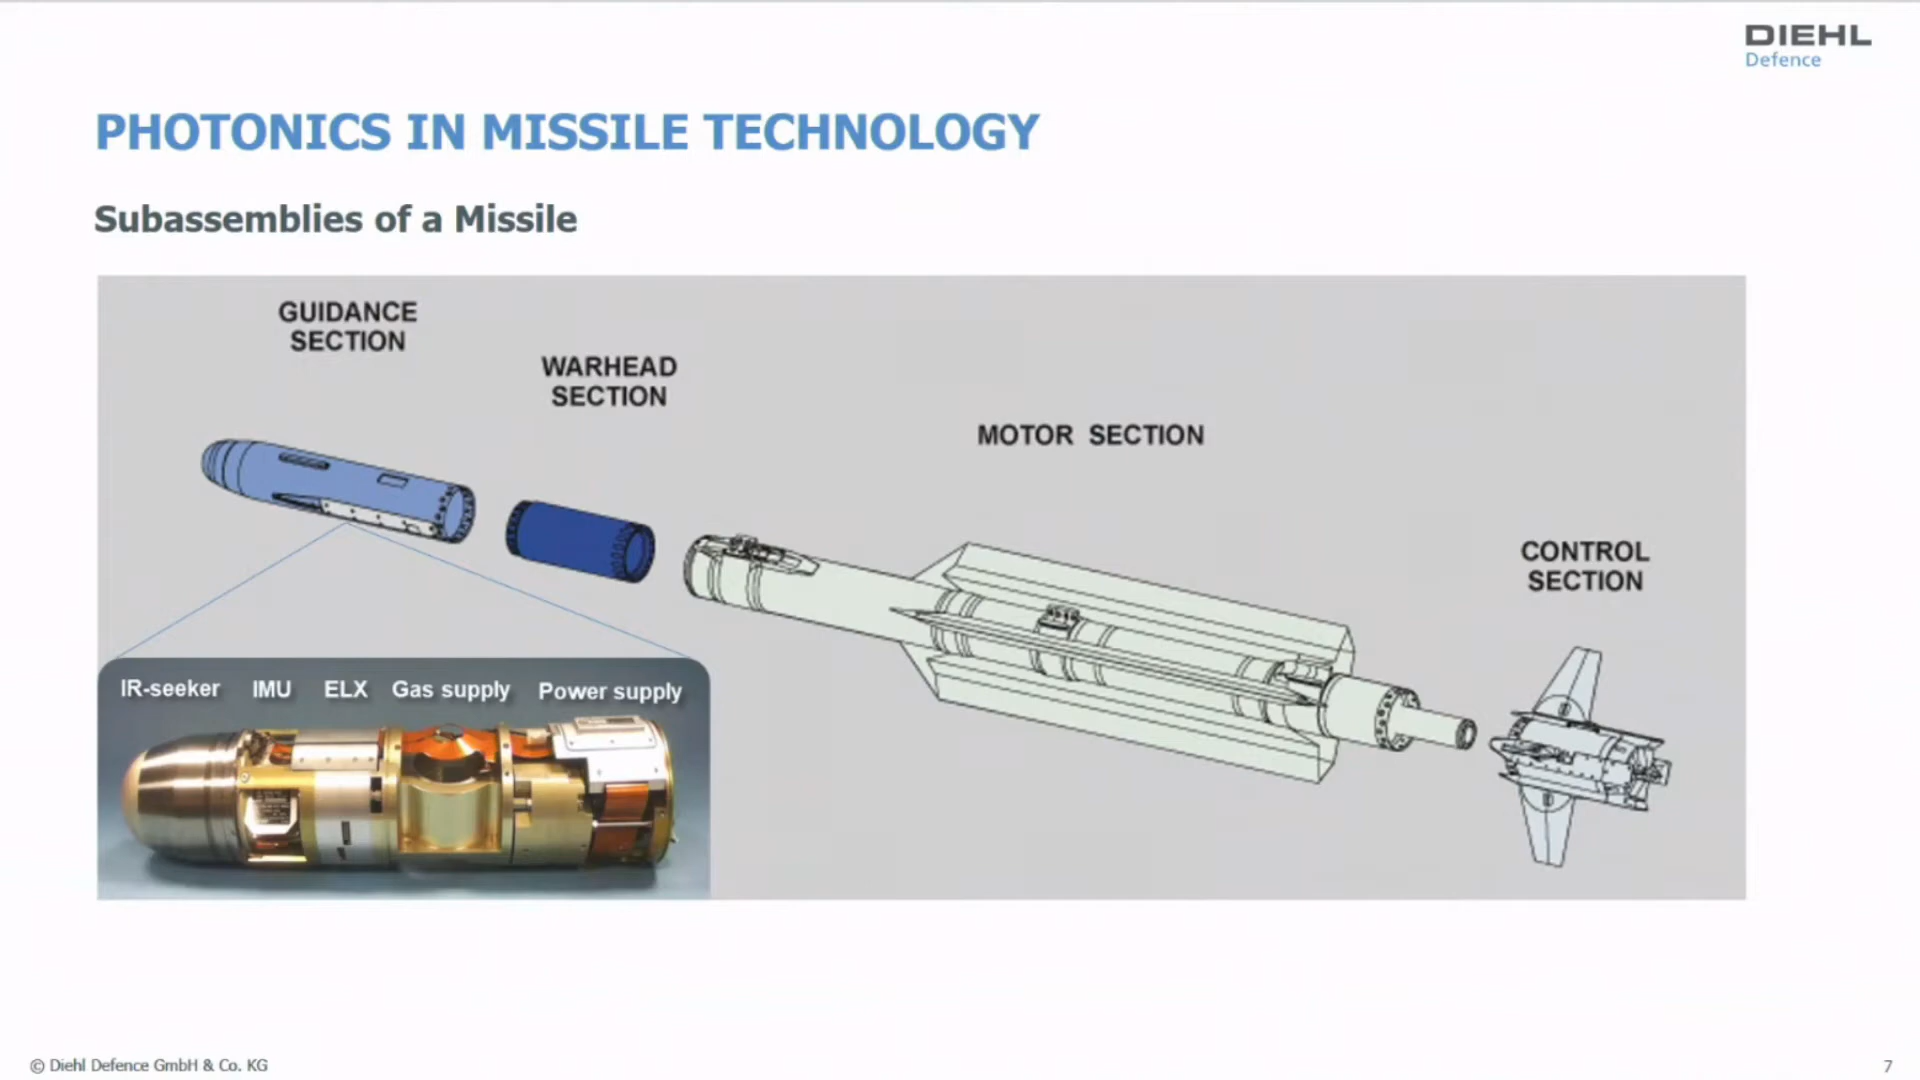 DIEHL
Defence
PHOTONICS IN MISSILE TECHNOLOGY
Subassemblies of a Missile
GUIDANCE
SECTION
WARHEAD
SECTION
MOTOR SECTION
CONTROL
SECTION
IR-seeker IMU ELX Gas supply Power supply
© Diehl Defence GmbH & Co. KG
7